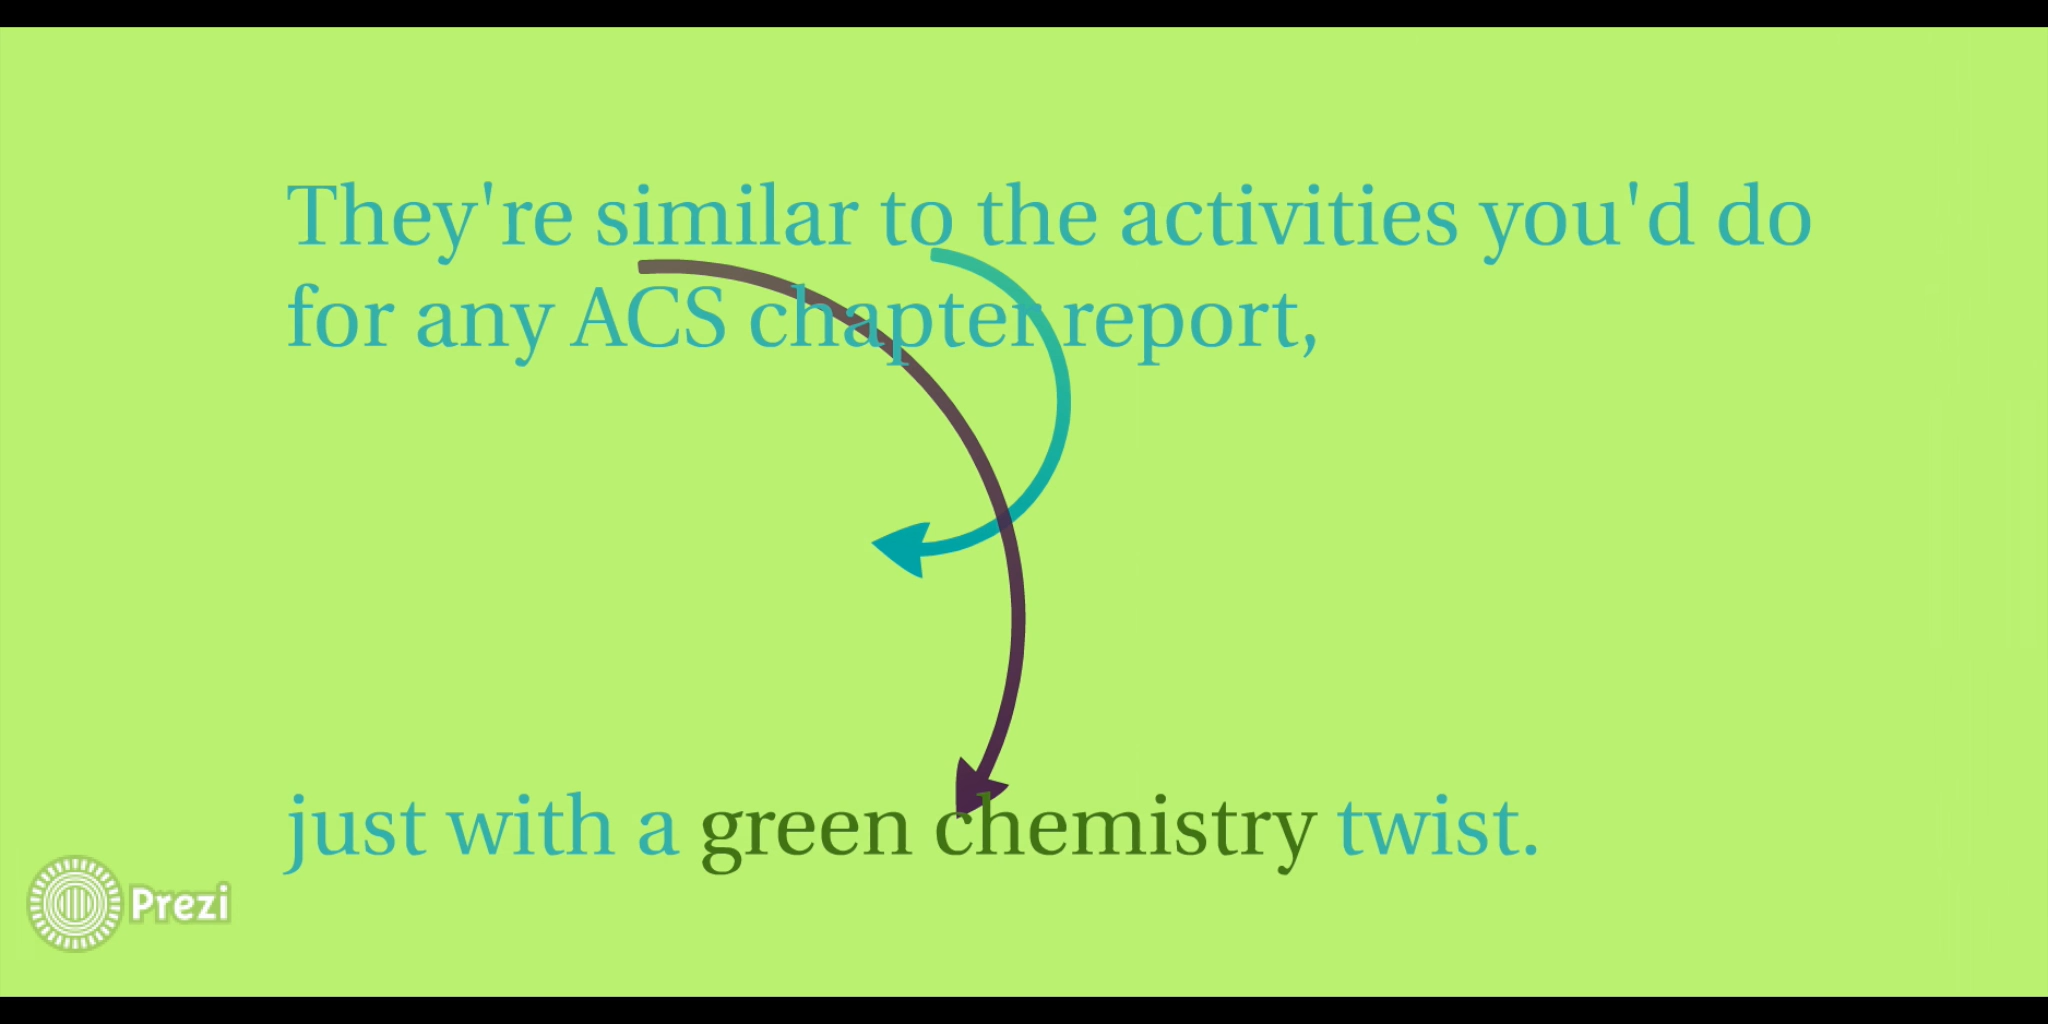 They're similar to the activities you'd do
for any ACS chapter report,
just with a green chemistry twist.
Prezi